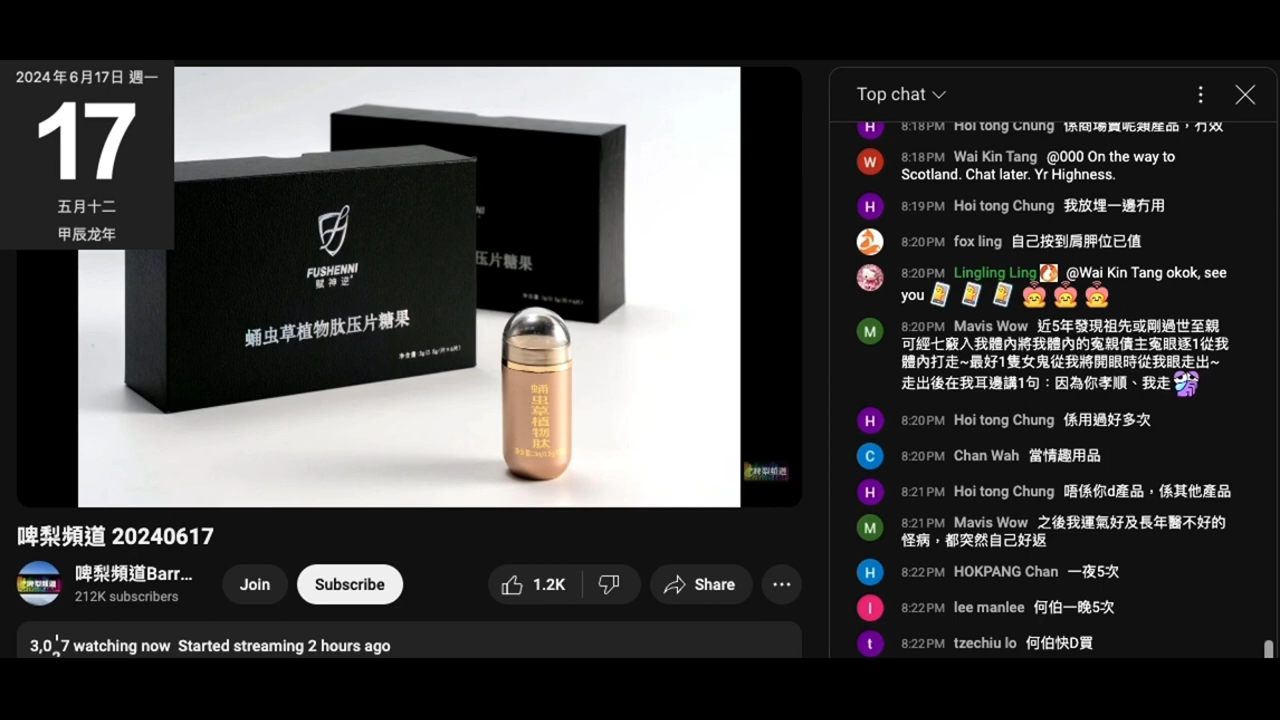 2024年6月17日 週一
17
五月十二
甲辰龙年
FUSHENNI
赋神逆
蛹虫草植物肽压片糖果
压片糖果
蛹虫草植物肽
啤梨頻道
啤梨頻道 20240617
啤梨頻道Barr...
212K subscribers
Join
Subscribe
1.2K
Share
watching now Started streaming 2 hours ago
Top chat
8:18PM Hoi tong Chung 係商場賣呢類產品，冇效
8:18PM Wai Kin Tang @000 On the way to
Scotland. Chat later. Yr Highness.
8:19PM Hoi tong Chung 我放埋一邊冇用
8:20PM fox ling 自己按到肩胛位已值
8:20PM Lingling Ling @Wai Kin Tang okok, see
you
8:20PM Mavis Wow 近5年發現祖先或剛過世至親
可經七竅入我體內將我體內的冤親債主冤眼逐1從我
體內打走~最好1隻女鬼從我將開眼時從我眼走出~
走出後在我耳邊講1句：因為你孝順、我走
8:20PM Hoi tong Chung 係用過好多次
8:20PM Chan Wah 當情趣用品
8:21PM Hoi tong Chung 唔係你d產品，係其他產品
8:21PM Mavis Wow 之後我運氣好及長年醫不好的
怪病，都突然自己好返
8:22PM HOKPANG Chan 一夜5次
8:22PM lee manlee 何伯一晚5次
8:22PM tzechiu lo 何伯快D買